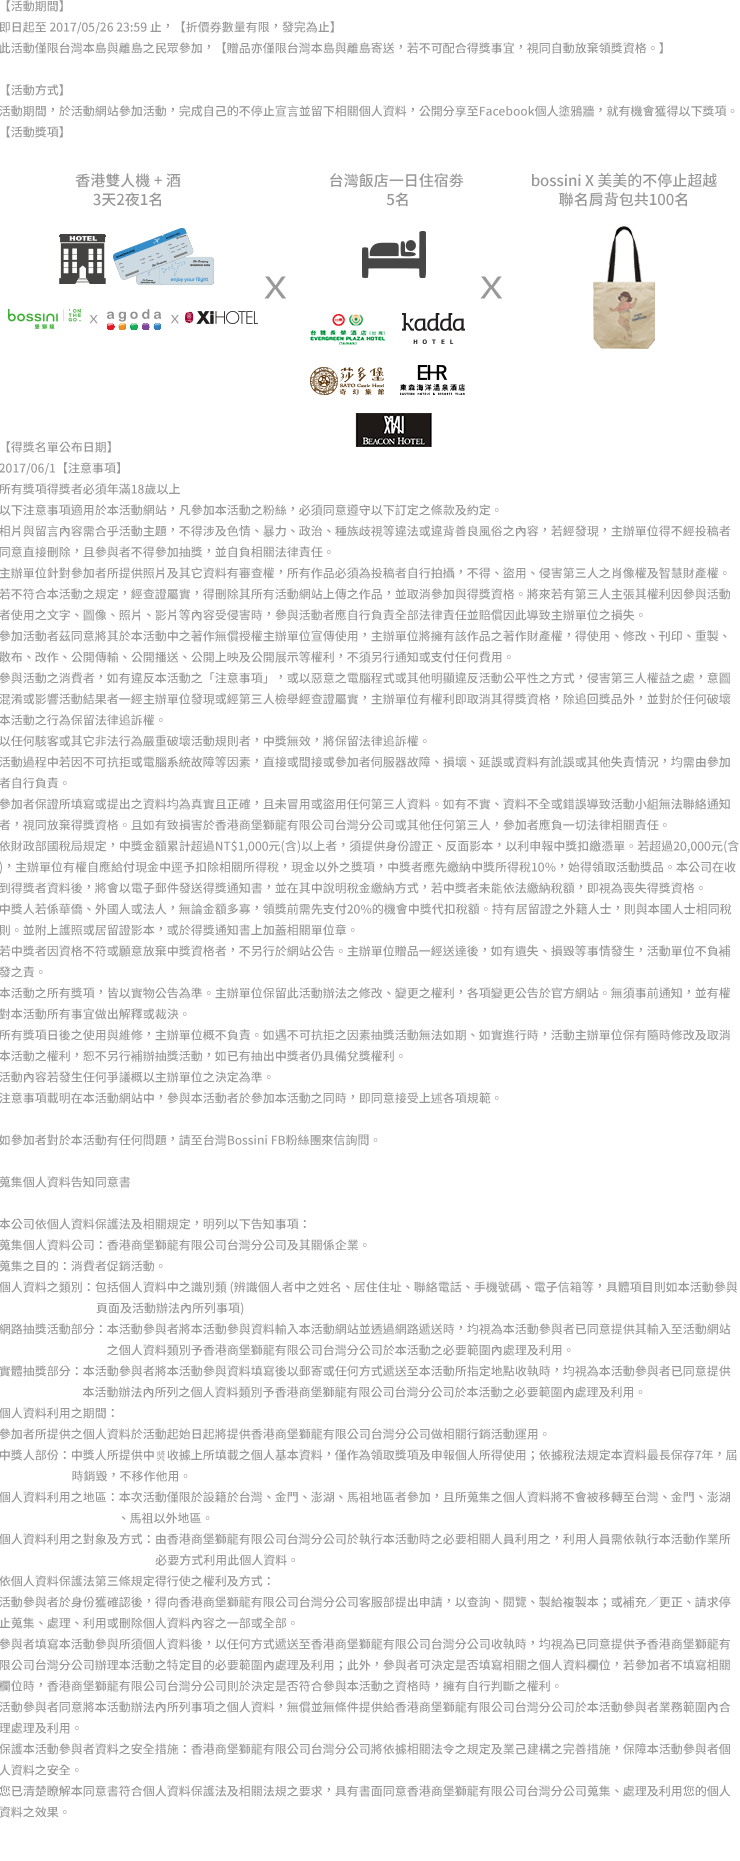 【活動期間】
即日起至 2017/05/26 23:59 止，【折價券數量有限，發完為止】
此活動僅限台灣本島與離島之民眾參加，【贈品亦僅限台灣本島與離島寄送，若不可配合得獎事宜，視同自動放棄領獎資格。】
【活動方式】
活動期間，於活動網站參加活動，完成自己的不停止宣言並留下相關個人資料，公開分享至Facebook個人塗鴉牆，就有機會獲得以下獎項。
【活動獎項】
香港雙人機 + 酒
3天2夜1名
台灣飯店一日住宿券
5名
bossini X 美美的不停止超越
聯名肩背包共100名
HOTEL
enjoy your flight
X
X
bossini
堡獅龍
x agoda x XiHOTEL
台糖長榮酒店(台南)
EVERGREEN PLAZA HOTEL
kadda
HOTEL
莎多堡
SATO Castle Hotel
奇幻旅館
EHR
東森海洋溫泉酒店
BEACON HOTEL
【得獎名單公布日期】
2017/06/1【注意事項】
所有獎項得獎者必須年滿18歲以上
以下注意事項適用於本活動網站，凡參加本活動之粉絲，必須同意遵守以下訂定之條款及約定。
相片與留言內容需合乎活動主題，不得涉及色情、暴力、政治、種族歧視等違法或違背善良風俗之內容，若經發現，主辦單位得不經投稿者
同意直接刪除，且參與者不得參加抽獎，並自負相關法律責任。
主辦單位針對參加者所提供照片及其它資料有審查權，所有作品必須為投稿者自行拍攝，不得、盜用、侵害第三人之肖像權及智慧財產權。
若不符合本活動之規定，經查證屬實，得刪除其所有活動網站上傳之作品，並取消參加與得獎資格。將來若有第三人主張其權利因參與活動
者使用之文字、圖像、照片、影片等內容受侵害時，參與活動者應自行負責全部法律責任並賠償因此導致主辦單位之損失。
參加活動者茲同意將其於本活動中之著作無償授權主辦單位宣傳使用，主辦單位將擁有該作品之著作財產權，得使用、修改、刊印、重製、
散布、改作、公開傳輸、公開播送、公開上映及公開展示等權利，不須另行通知或支付任何費用。
參與活動之消費者，如有違反本活動之「注意事項」，或以惡意之電腦程式或其他明顯違反活動公平性之方式，侵害第三人權益之處，意圖
混淆或影響活動結果者一經主辦單位發現或經第三人檢舉經查證屬實，主辦單位有權利即取消其得獎資格，除追回獎品外，並對於任何破壞
本活動之行為保留法律追訴權。
以任何駭客或其它非法行為嚴重破壞活動規則者，中獎無效，將保留法律追訴權。
活動過程中若因不可抗拒或電腦系統故障等因素，直接或間接或參加者伺服器故障、損壞、延誤或資料有訛誤或其他失責情況，均需由參加
者自行負責。
參加者保證所填寫或提出之資料均為真實且正確，且未冒用或盜用任何第三人資料。如有不實、資料不全或錯誤導致活動小組無法聯絡通知
者，視同放棄得獎資格。且如有致損害於香港商堡獅龍有限公司台灣分公司或其他任何第三人，參加者應負一切法律相關責任。
依財政部國稅局規定，中獎金額累計超過NT$1,000元(含)以上者，須提供身份證正、反面影本，以利申報中獎扣繳憑單。若超過20,000元(含
)，主辦單位有權自應給付現金中逕予扣除相關所得稅，現金以外之獎項，中獎者應先繳納中獎所得稅10%，始得領取活動獎品。本公司在收
到得獎者資料後，將會以電子郵件發送得獎通知書，並在其中說明稅金繳納方式，若中獎者未能依法繳納稅額，即視為喪失得獎資格。
中獎人若係華僑、外國人或法人，無論金額多寡，領獎前需先支付20%的機會中獎代扣稅額。持有居留證之外籍人士，則與本國人士相同稅
則。並附上護照或居留證影本，或於得獎通知書上加蓋相關單位章。
若中獎者因資格不符或願意放棄中獎資格者，不另行於網站公告。主辦單位贈品一經送達後，如有遺失、損毀等事情發生，活動單位不負補
發之責。
本活動之所有獎項，皆以實物公告為準。主辦單位保留此活動辦法之修改、變更之權利，各項變更公告於官方網站。無須事前通知，並有權
對本活動所有事宜做出解釋或裁決。
所有獎項日後之使用與維修，主辦單位概不負責。如遇不可抗拒之因素抽獎活動無法如期、如實進行時，活動主辦單位保有隨時修改及取消
本活動之權利，恕不另行補辦抽獎活動，如已有抽出中獎者仍具備兌獎權利。
活動內容若發生任何爭議概以主辦單位之決定為準。
注意事項載明在本活動網站中，參與本活動者於參加本活動之同時，即同意接受上述各項規範。
如參加者對於本活動有任何問題，請至台灣Bossini FB粉絲團來信詢問。
蒐集個人資料告知同意書
本公司依個人資料保護法及相關規定，明列以下告知事項：
蒐集個人資料公司：香港商堡獅龍有限公司台灣分公司及其關係企業。
蒐集之目的：消費者促銷活動。
個人資料之類別：包括個人資料中之識別類 (辨識個人者中之姓名、居住住址、聯絡電話、手機號碼、電子信箱等，具體項目則如本活動參與
頁面及活動辦法內所列事項)
網路抽獎活動部分：本活動參與者將本活動參與資料輸入本活動網站並透過網路遞送時，均視為本活動參與者已同意提供其輸入至活動網站
之個人資料類別予香港商堡獅龍有限公司台灣分公司於本活動之必要範圍內處理及利用。
實體抽獎部分：本活動參與者將本活動參與資料填寫後以郵寄或任何方式遞送至本活動所指定地點收執時，均視為本活動參與者已同意提供
本活動辦法內所列之個人資料類別予香港商堡獅龍有限公司台灣分公司於本活動之必要範圍內處理及利用。
個人資料利用之期間：
參加者所提供之個人資料於活動起始日起將提供香港商堡獅龍有限公司台灣分公司做相關行銷活動運用。
中獎人部份：中獎人所提供中奬收據上所填載之個人基本資料，僅作為領取獎項及申報個人所得使用；依據稅法規定本資料最長保存7年，屆
時銷毀，不移作他用。
個人資料利用之地區：本次活動僅限於設籍於台灣、金門、澎湖、馬祖地區者參加，且所蒐集之個人資料將不會被移轉至台灣、金門、澎湖
、馬祖以外地區。
個人資料利用之對象及方式：由香港商堡獅龍有限公司台灣分公司於執行本活動時之必要相關人員利用之，利用人員需依執行本活動作業所
必要方式利用此個人資料。
依個人資料保護法第三條規定得行使之權利及方式：
活動參與者於身份獲確認後，得向香港商堡獅龍有限公司台灣分公司客服部提出申請，以查詢、閱覽、製給複製本；或補充／更正、請求停
止蒐集、處理、利用或刪除個人資料內容之一部或全部。
參與者填寫本活動參與所須個人資料後，以任何方式遞送至香港商堡獅龍有限公司台灣分公司收執時，均視為已同意提供予香港商堡獅龍有
限公司台灣分公司辦理本活動之特定目的必要範圍內處理及利用；此外，參與者可決定是否填寫相關之個人資料欄位，若參加者不填寫相關
欄位時，香港商堡獅龍有限公司台灣分公司則於決定是否符合參與本活動之資格時，擁有自行判斷之權利。
活動參與者同意將本活動辦法內所列事項之個人資料，無償並無條件提供給香港商堡獅龍有限公司台灣分公司於本活動參與者業務範圍內合
理處理及利用。
保護本活動參與者資料之安全措施：香港商堡獅龍有限公司台灣分公司將依據相關法令之規定及業己建構之完善措施，保障本活動參與者個
人資料之安全。
您已清楚瞭解本同意書符合個人資料保護法及相關法規之要求，具有書面同意香港商堡獅龍有限公司台灣分公司蒐集、處理及利用您的個人
資料之效果。